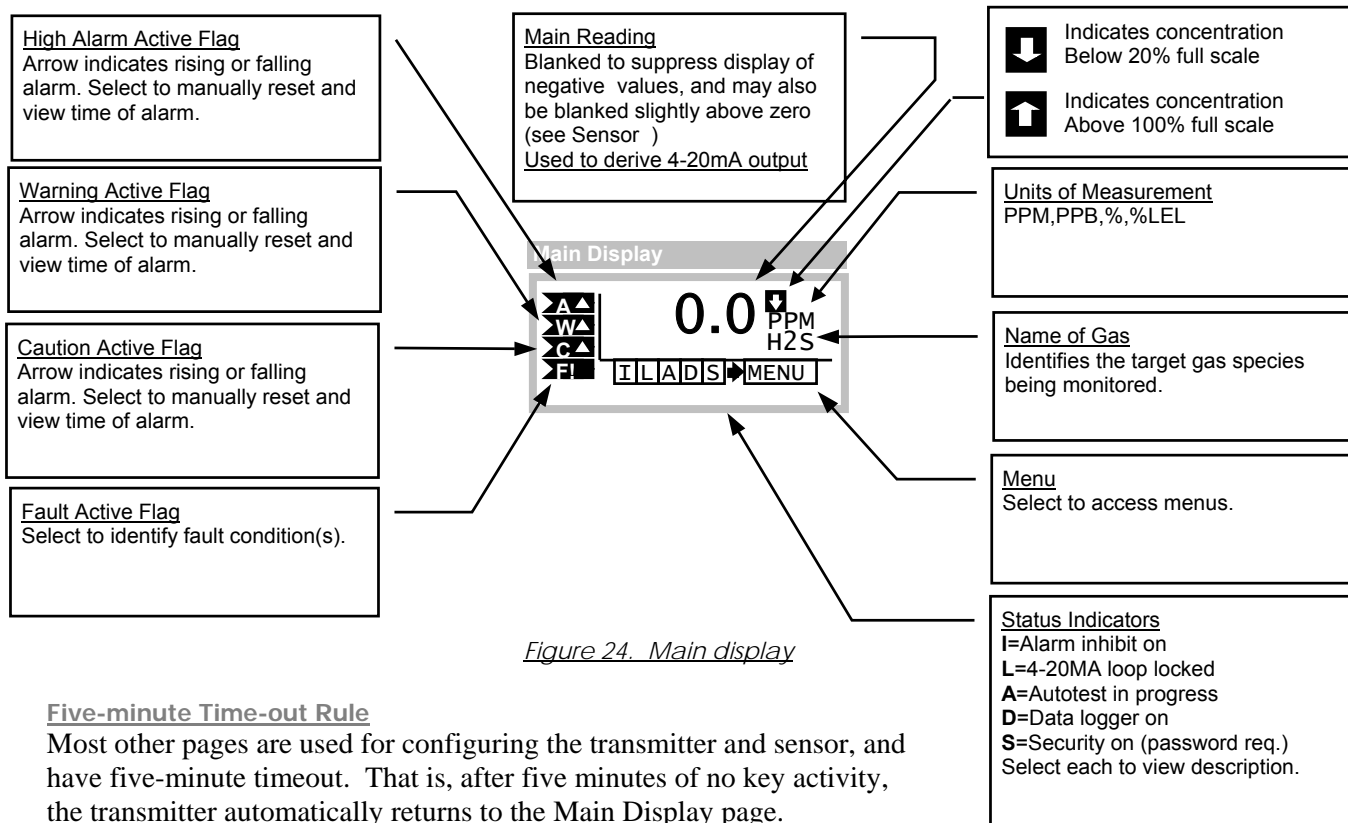 High Alarm Active Flag
Arrow indicates rising or falling
alarm. Select to manually reset and
view time of alarm.
Warning Active Flag
Arrow indicates rising or falling
alarm. Select to manually reset and
view time of alarm.
Caution Active Flag
Arrow indicates rising or falling
alarm. Select to manually reset and
view time of alarm.
Fault Active Flag
Select to identify fault condition(s).
Main Reading
Blanked to suppress display of
negative values, and may also
be blanked slightly above zero
(see Sensor )
Used to derive 4-20mA output
Main Display
A
W
C
F!
0.0
PPM
H2S
I L A D S MENU
Indicates concentration
Below 20% full scale
Indicates concentration
Above 100% full scale
Units of Measurement
PPM,PPB,%,%LEL
Name of Gas
Identifies the target gas species
being monitored.
Menu
Select to access menus.
Status Indicators
I=Alarm inhibit on
L=4-20MA loop locked
A=Autotest in progress
D=Data logger on
S=Security on (password req.)
Select each to view description.
Figure 24. Main display
Five-minute Time-out Rule
Most other pages are used for configuring the transmitter and sensor, and
have five-minute timeout. That is, after five minutes of no key activity,
the transmitter automatically returns to the Main Display page.